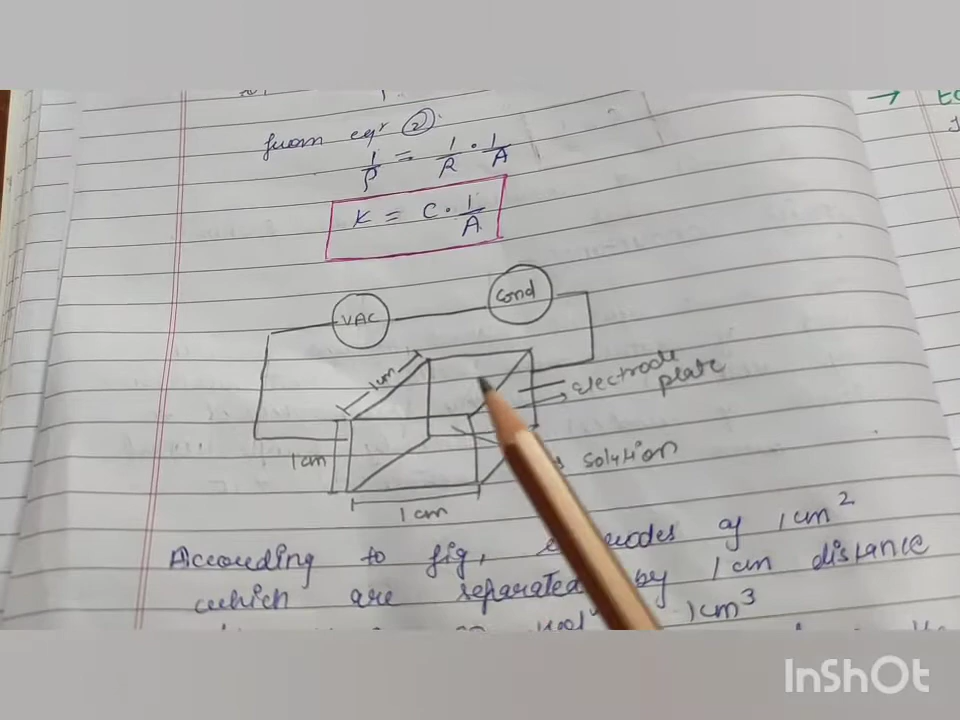 from eqn ②:
1/ρ = 1/R · l/A
K = C · l/A
VAC
Cond
1cm
Electrode plate
1cm
solution
1cm
According to fig, of 1cm²
which are separated by 1cm distance
1cm³
InShOt